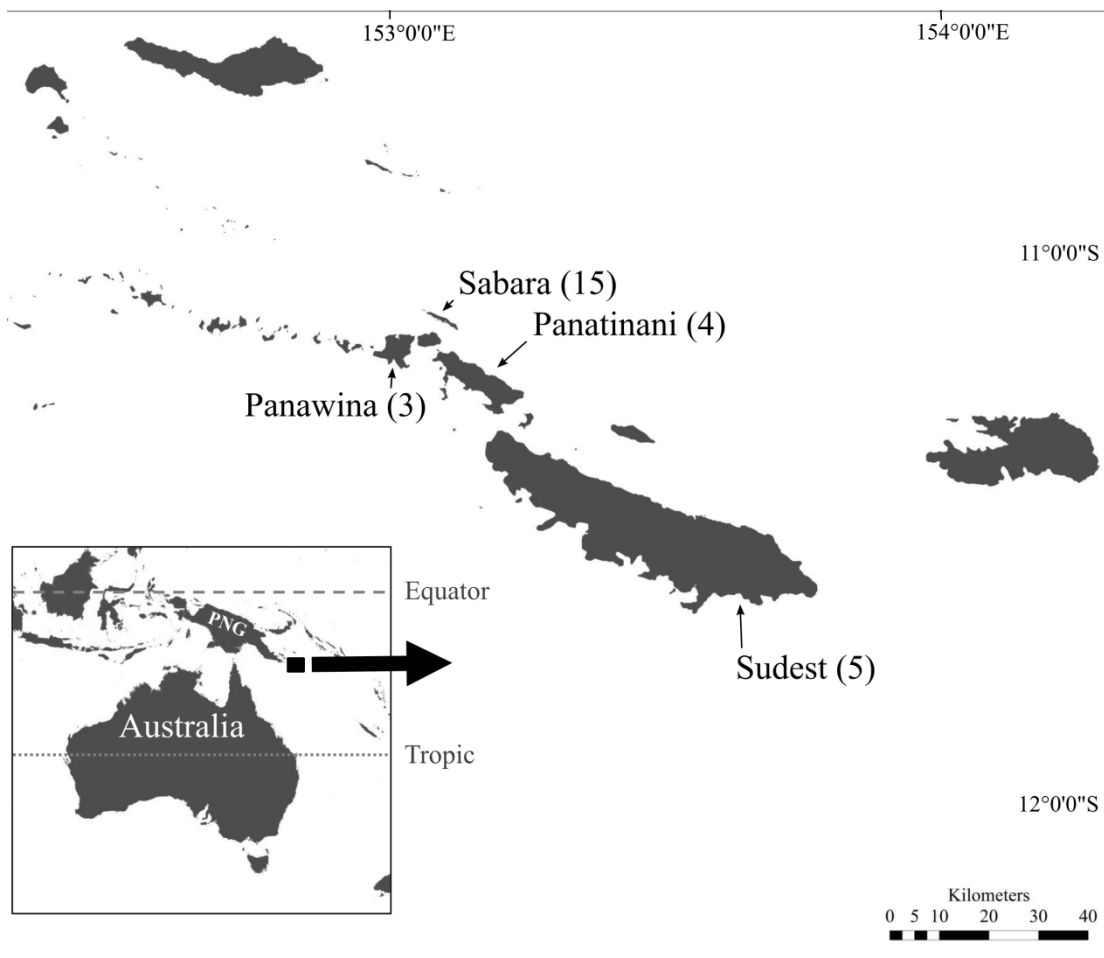 153°0'0"E
154°0'0"E
11°0'0"S
Sabara (15)
Panatinani (4)
Panawina (3)
PNG
Equator
Sudest (5)
Australia
Tropic
12°0'0"S
Kilometers
0 5 10 20 30 40